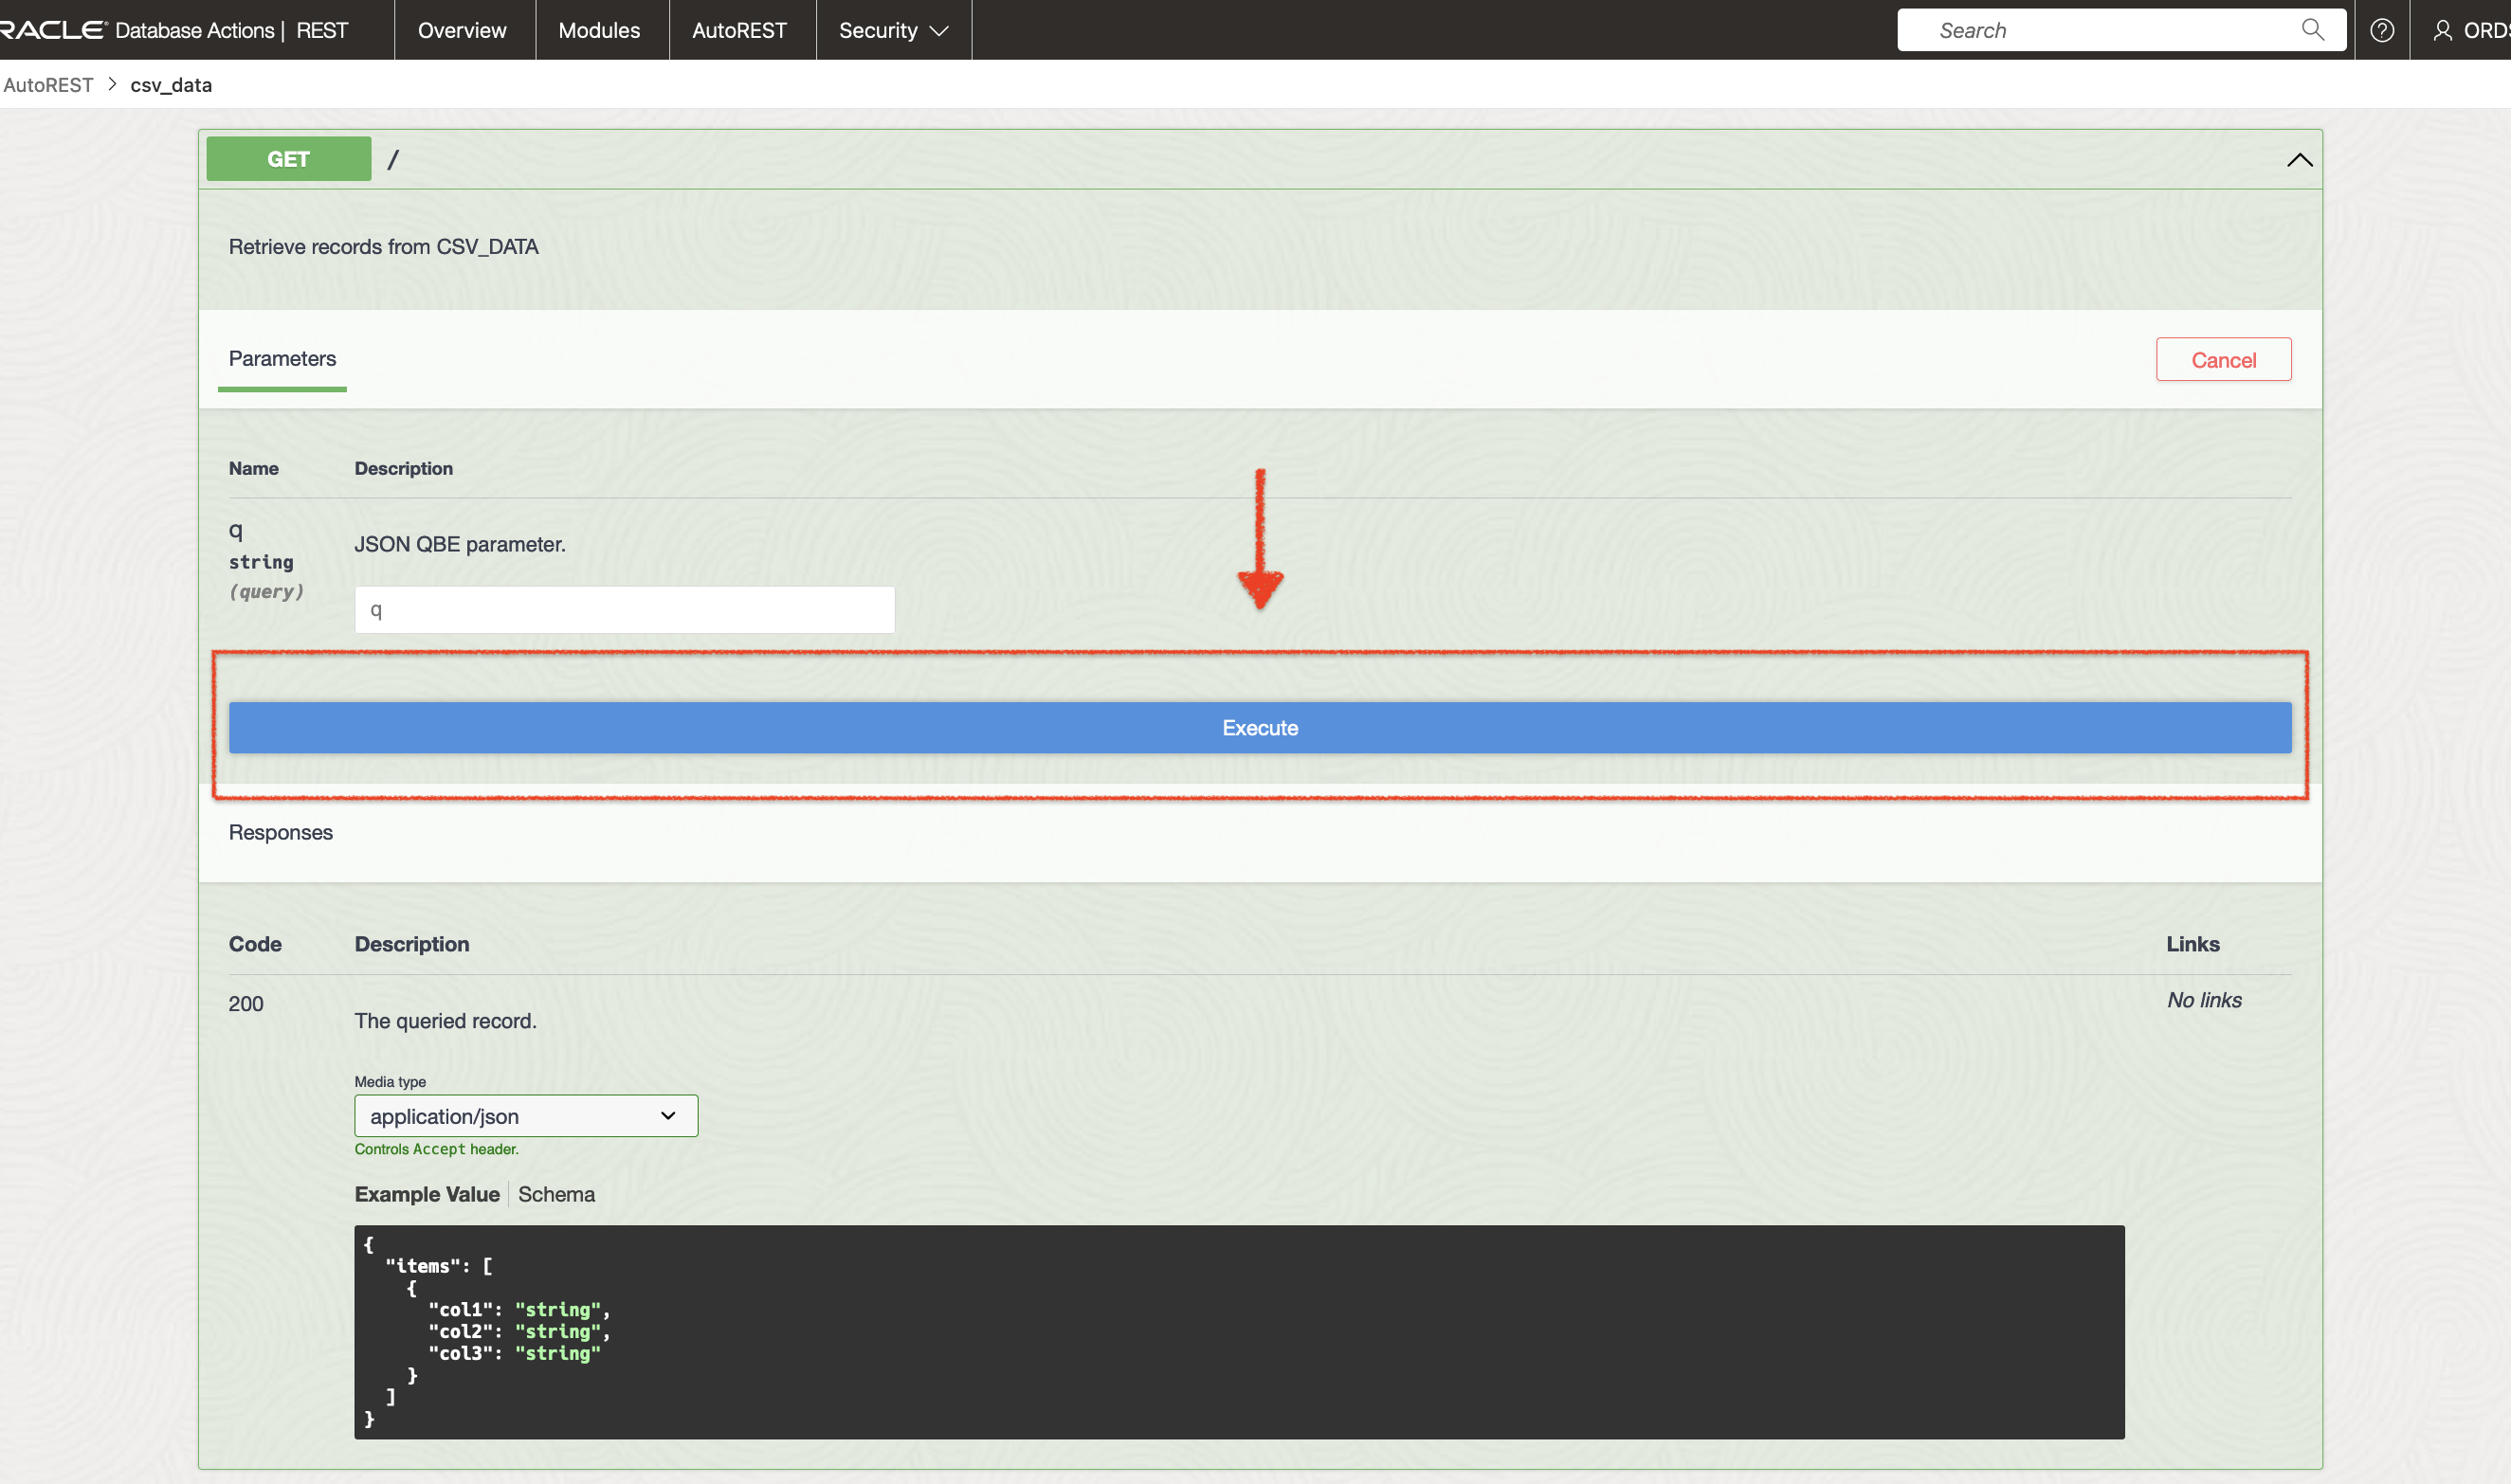 RACLE Database Actions | REST
Overview
Modules
AutoREST
Security
Search
ORDS
AutoREST > csv_data
GET /
Retrieve records from CSV_DATA
Parameters
Cancel
Name Description
q
string
(query)
JSON QBE parameter.
q
Execute
Responses
Code Description Links
200
The queried record.
No links
Media type
application/json
Controls Accept header.
Example Value | Schema
{
"items": [
{
"col1": "string",
"col2": "string",
"col3": "string"
}
]
}